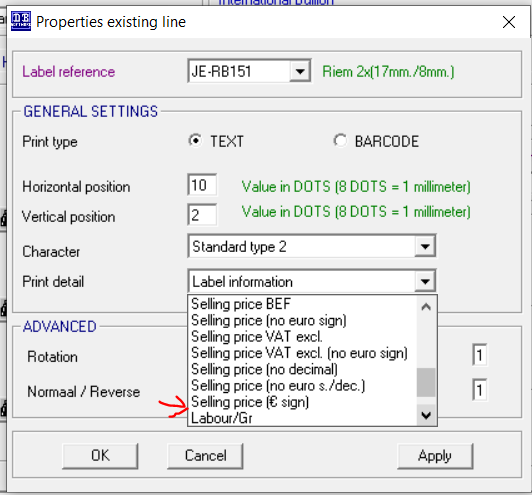 International Bullion
Properties existing line
Label reference JE-RB151 Riem 2x(17mm./8mm.)
GENERAL SETTINGS
Print type TEXT BARCODE
Horizontal position 10 Value in DOTS (8 DOTS = 1 millimeter)
Vertical position 2 Value in DOTS (8 DOTS = 1 millimeter)
Character Standard type 2
Print detail Label information
Selling price BEF
Selling price (no euro sign)
Selling price VAT excl.
Selling price VAT excl. (no euro sign)
Selling price (no decimal)
Selling price (no euro s./dec.)
Selling price (€ sign)
Labour/Gr
ADVANCED
Rotation 1
Normaal / Reverse 1
OK Cancel Apply